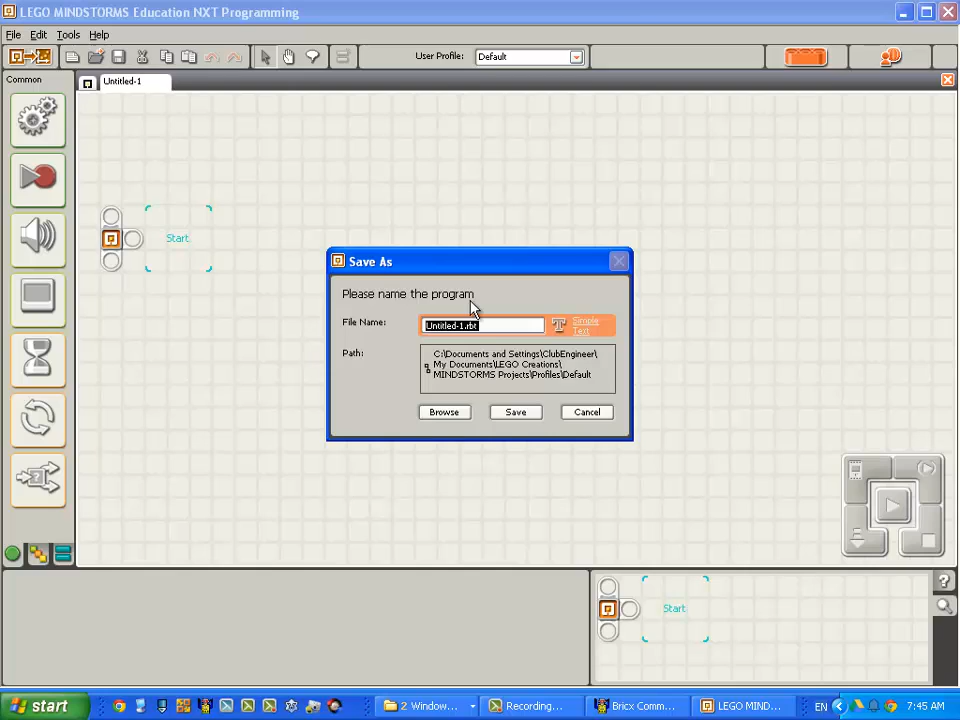 LEGO MINDSTORMS Education NXT Programming
File Edit Tools Help
User Profile: Default
Common
Untitled-1
Start
Save As
Please name the program
File Name: Untitled-1.rbt
Simple
Text
Path:
C:\Documents and Settings\ClubEngineer\
My Documents\LEGO Creations\
MINDSTORMS Projects\Profiles\Default
Browse Save Cancel
Start
start
2 Window...
Recording...
Bricx Comm...
LEGO MIND...
EN
7:45 AM